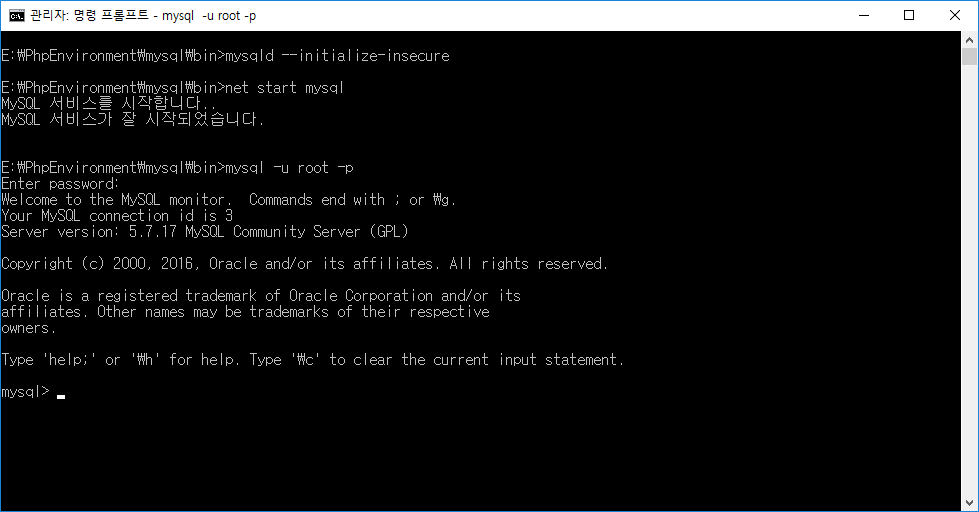 관리자: 명령 프롬프트 - mysql  -u root -p
E:₩PhpEnvironment₩mysql₩bin>mysqld --initialize-insecure
E:₩PhpEnvironment₩mysql₩bin>net start mysql
MySQL 서비스를 시작합니다..
MySQL 서비스가 잘 시작되었습니다.
E:₩PhpEnvironment₩mysql₩bin>mysql -u root -p
Enter password:
Welcome to the MySQL monitor.  Commands end with ; or ₩g.
Your MySQL connection id is 3
Server version: 5.7.17 MySQL Community Server (GPL)
Copyright (c) 2000, 2016, Oracle and/or its affiliates. All rights reserved.
Oracle is a registered trademark of Oracle Corporation and/or its
affiliates. Other names may be trademarks of their respective
owners.
Type 'help;' or '₩h' for help. Type '₩c' to clear the current input statement.
mysql>